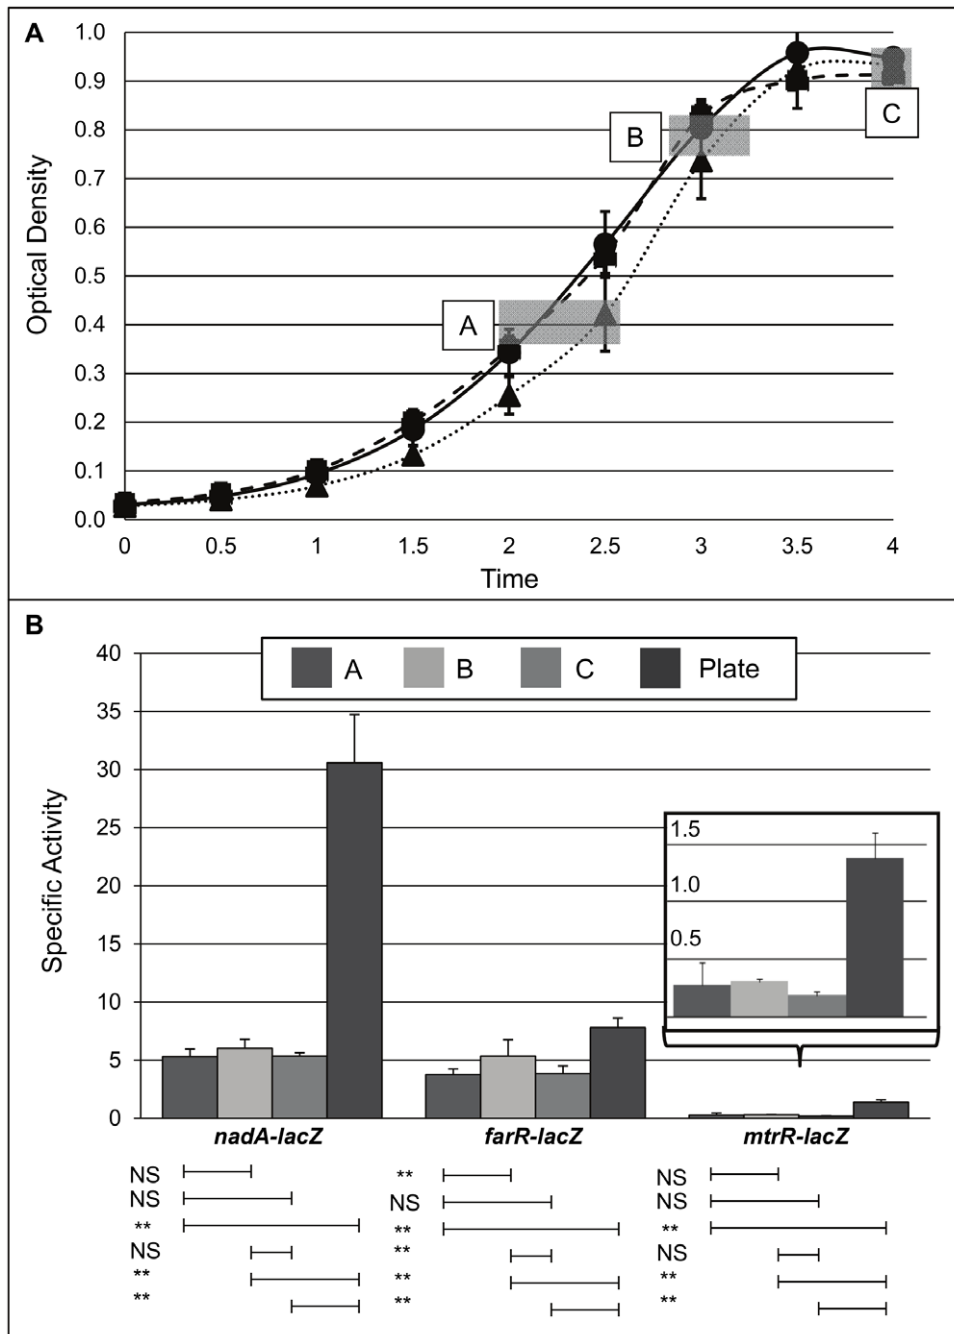 A
1.0
0.9
0.8
0.7
0.6
0.5
0.4
0.3
0.2
0.1
0.0
Optical Density
A
B
C
0 0.5 1 1.5 2 2.5 3 3.5 4
Time
B
A B C Plate
40
35
30
25
20
15
10
5
0
Specific Activity
1.5
1.0
0.5
nadA-lacZ farR-lacZ mtrR-lacZ
NS ** NS
NS NS NS
** ** **
NS ** NS
** ** **
** ** **